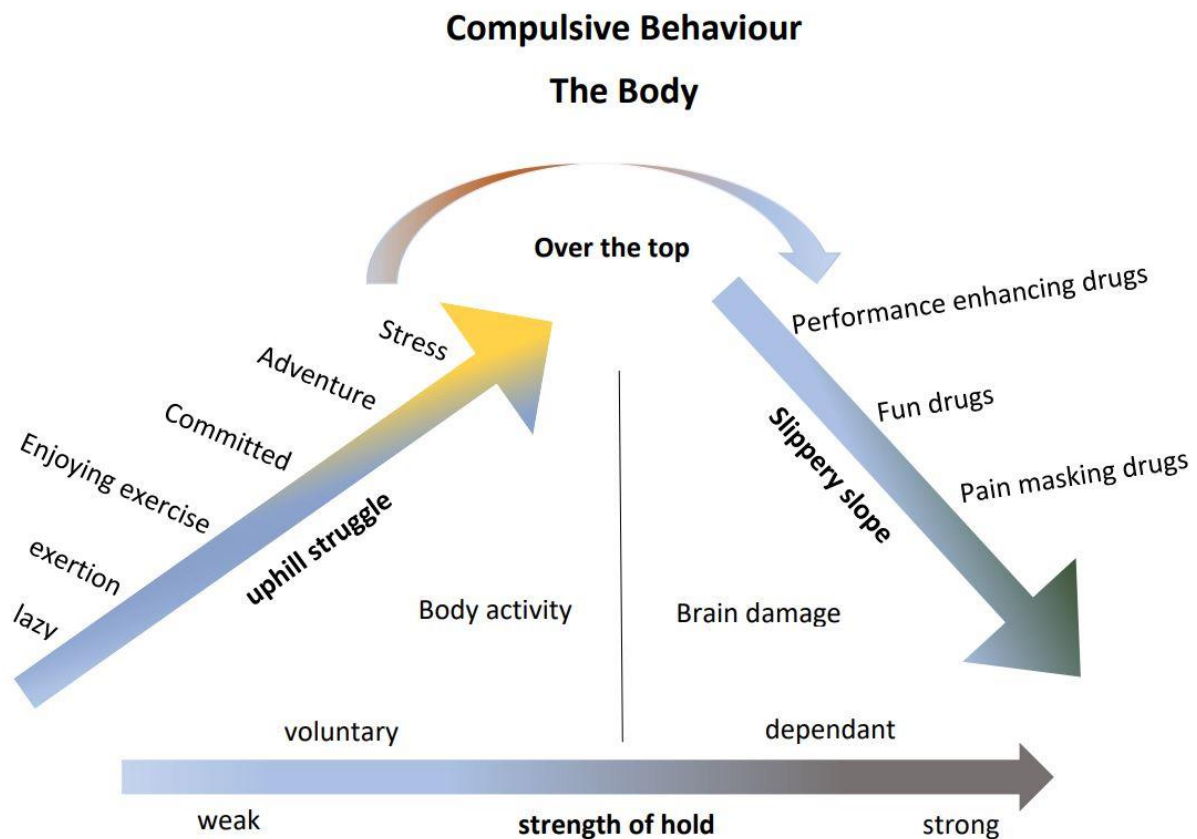 Compulsive Behaviour
The Body
Over the top
Stress
Adventure
Committed
Enjoying exercise
exertion
lazy
uphill struggle
Performance enhancing drugs
Fun drugs
Pain masking drugs
Slippery slope
Body activity
Brain damage
voluntary
dependant
weak
strength of hold
strong